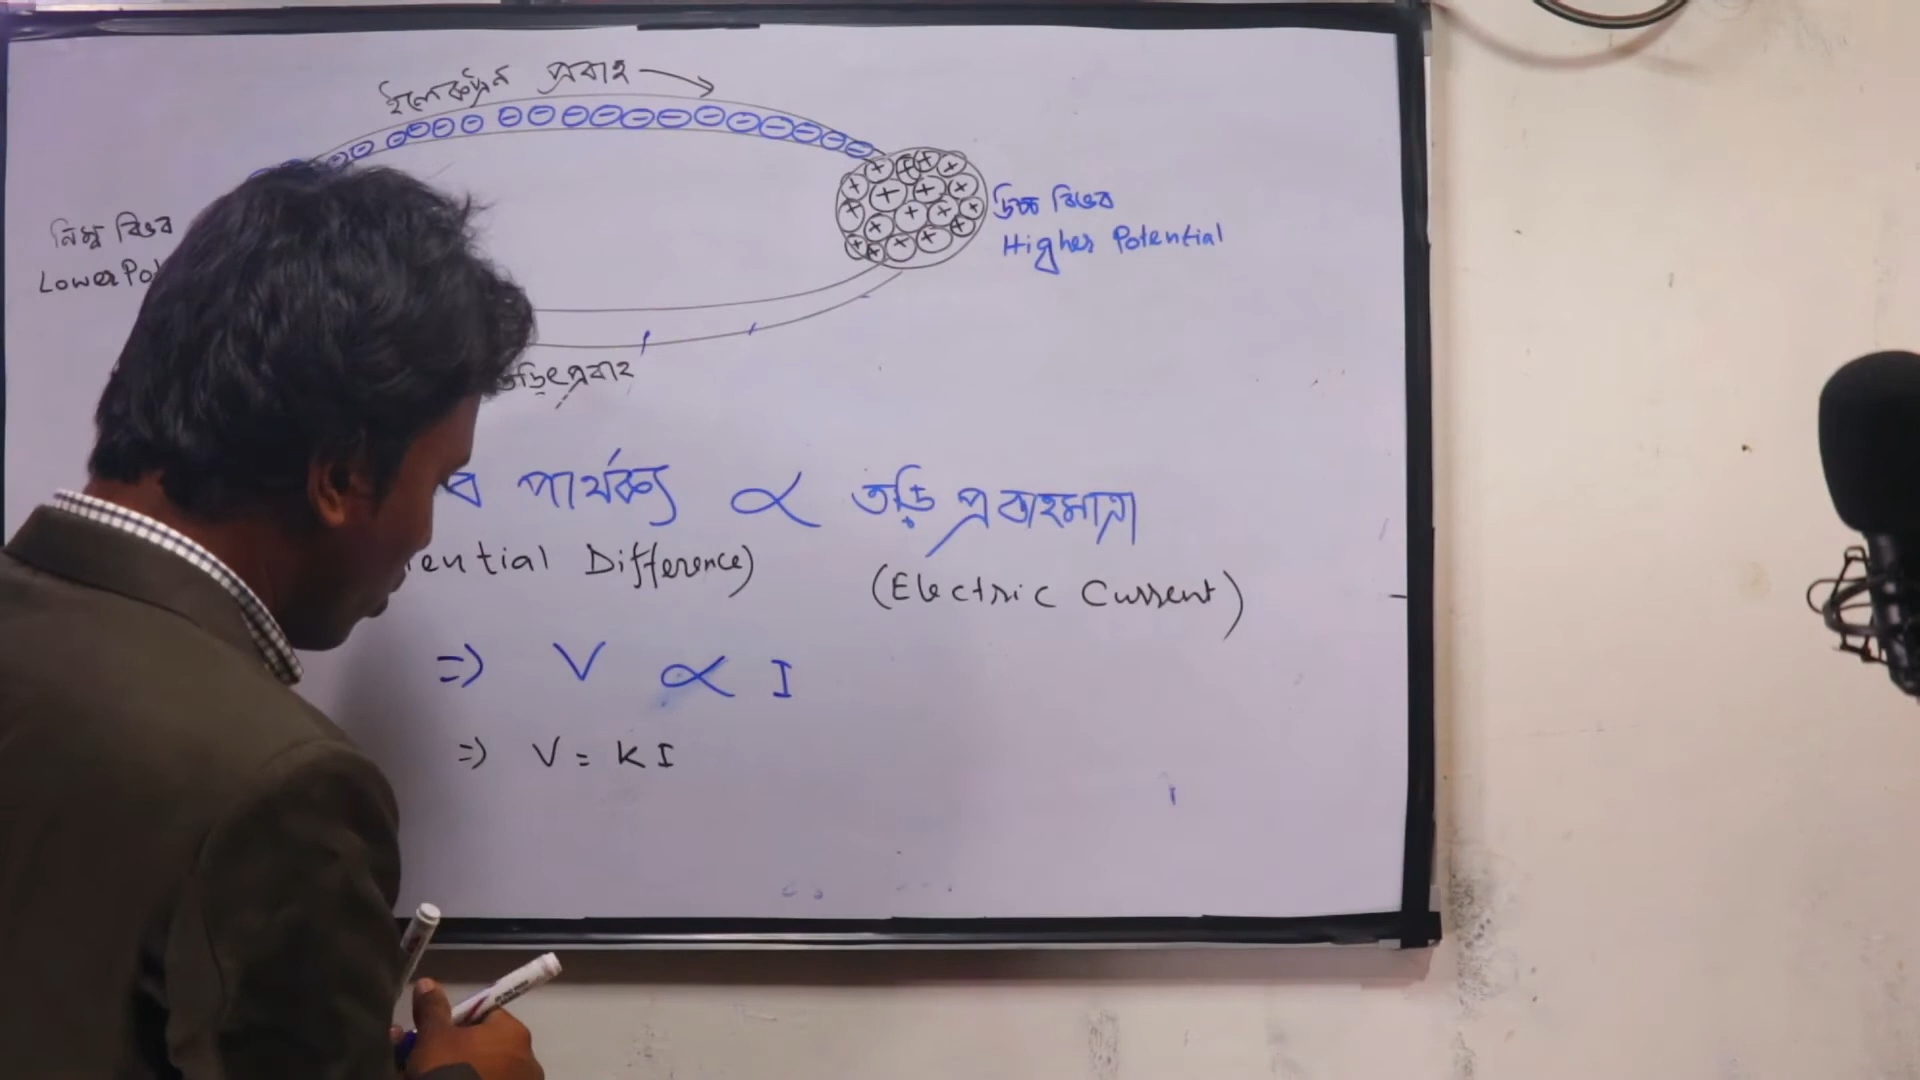 ইলেকট্রন প্রবাহ
নিম্ন বিভব
Lower Pot
উচ্চ বিভব
Higher Potential
তড়িৎপ্রবাহ
ব পার্থক্য ∝ তড়ি প্রবাহমাত্রা
ential Difference) (Electric Current)
=> V ∝ I
=> V = KI